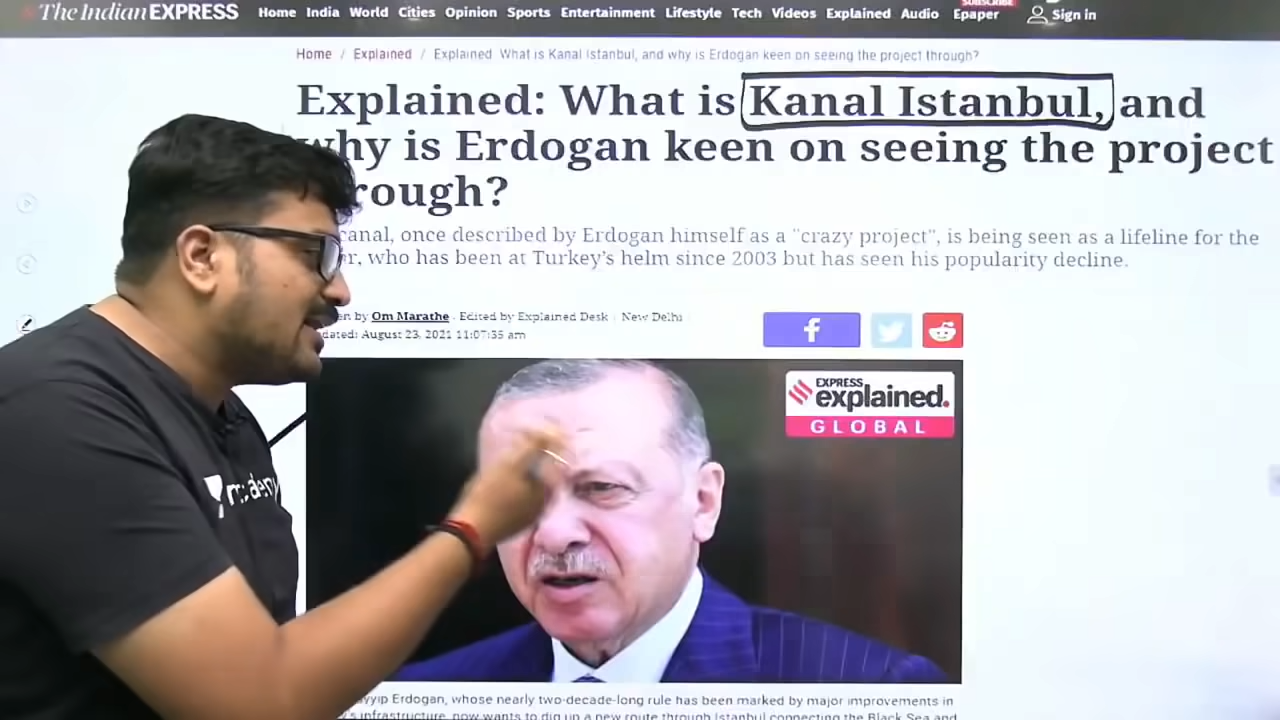 The Indian EXPRESS
Home India World Cities Opinion Sports Entertainment Lifestyle Tech Videos Explained Audio Epaper Sign in
SUBSCRIBE
Home / Explained / Explained What is Kanal Istanbul, and why is Erdogan keen on seeing the project through?
Explained: What is Kanal Istanbul, and
why is Erdogan keen on seeing the project
rough?
canal, once described by Erdogan himself as a "crazy project", is being seen as a lifeline for the
r, who has been at Turkey's helm since 2003 but has seen his popularity decline.
en by Om Marathe Edited by Explained Desk New Delhi
dated: August 23, 2021 11:07:35 am
f
EXPRESS
explained.
GLOBAL
yyip Erdogan, whose nearly two-decade-long rule has been marked by major improvements in
's infrastructure, now wants to dig up a new route through Istanbul connecting the Black Sea and